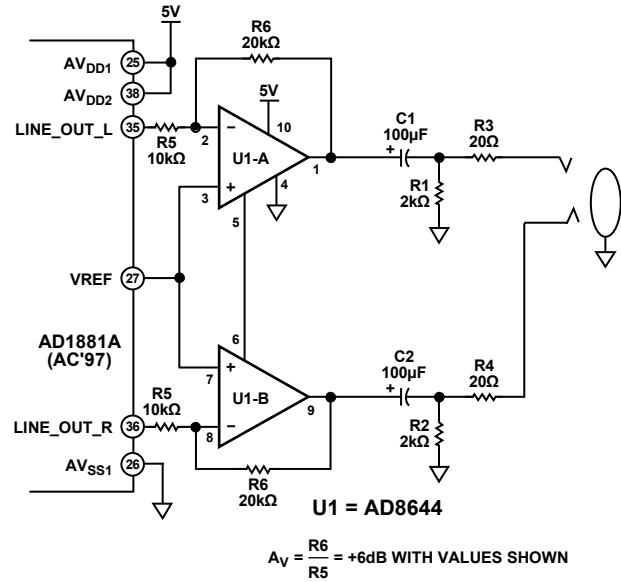 5V
R6
20kΩ
AVDD1
25
AVDD2
38
5V
LINE_OUT_L
35
R5
10kΩ
2
−
10
U1-A
1
+
3
4
5
C1
100µF
+
R3
20Ω
R1
2kΩ
VREF
27
AD1881A
(AC'97)
6
7
+
U1-B
9
−
8
R5
10kΩ
LINE_OUT_R
36
C2
100µF
+
R4
20Ω
R2
2kΩ
AVSS1
26
R6
20kΩ
U1 = AD8644
AV = R6/R5 = +6dB WITH VALUES SHOWN